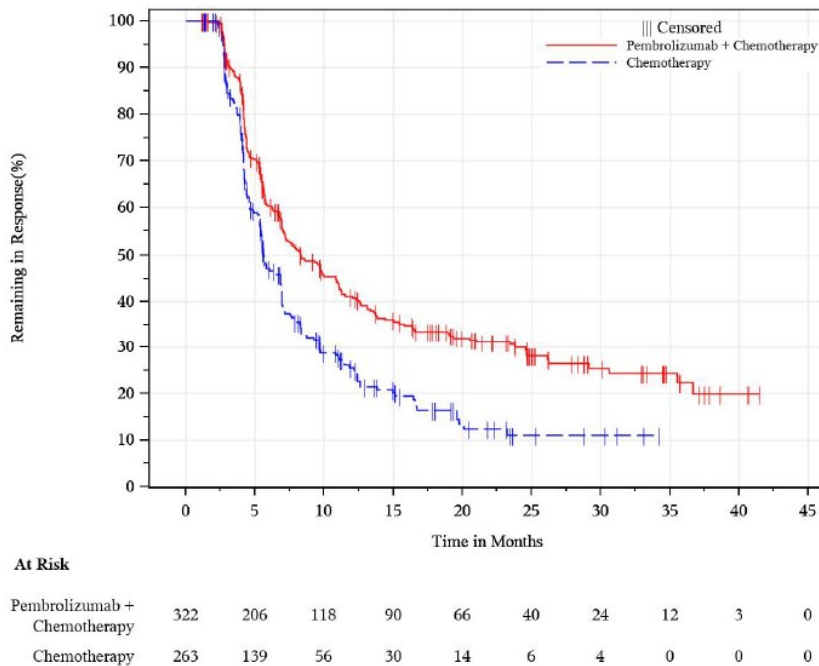 ||| Censored
Pembrolizumab + Chemotherapy
Chemotherapy
Remaining in Response(%)
100
90
80
70
60
50
40
30
20
10
0
0 5 10 15 20 25 30 35 40 45
Time in Months
At Risk
Pembrolizumab +
Chemotherapy 322 206 118 90 66 40 24 12 3 0
Chemotherapy 263 139 56 30 14 6 4 0 0 0